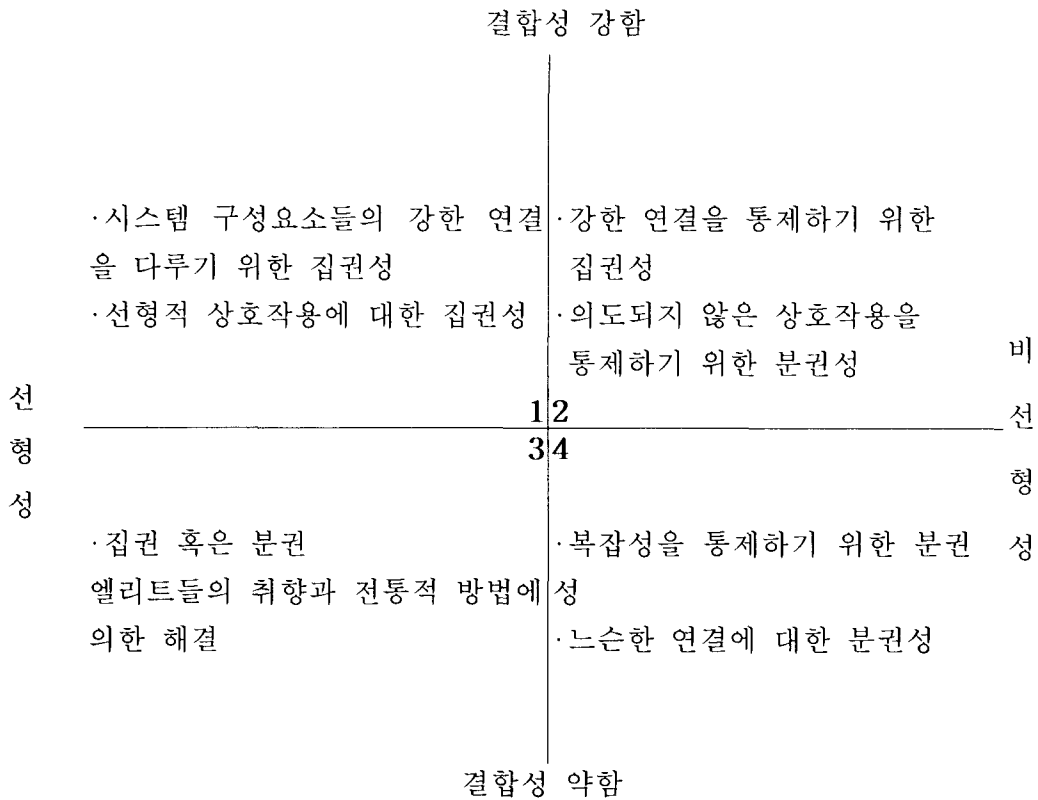 결합성 강함
·시스템 구성요소들의 강한 연결
을 다루기 위한 집권성
·선형적 상호작용에 대한 집권성
·강한 연결을 통제하기 위한
집권성
·의도되지 않은 상호작용을
통제하기 위한 분권성
1 2
3 4
선
형
성
비
선
형
성
·집권 혹은 분권
엘리트들의 취향과 전통적 방법에
의한 해결
·복잡성을 통제하기 위한 분권
성
·느슨한 연결에 대한 분권성
결합성 약함